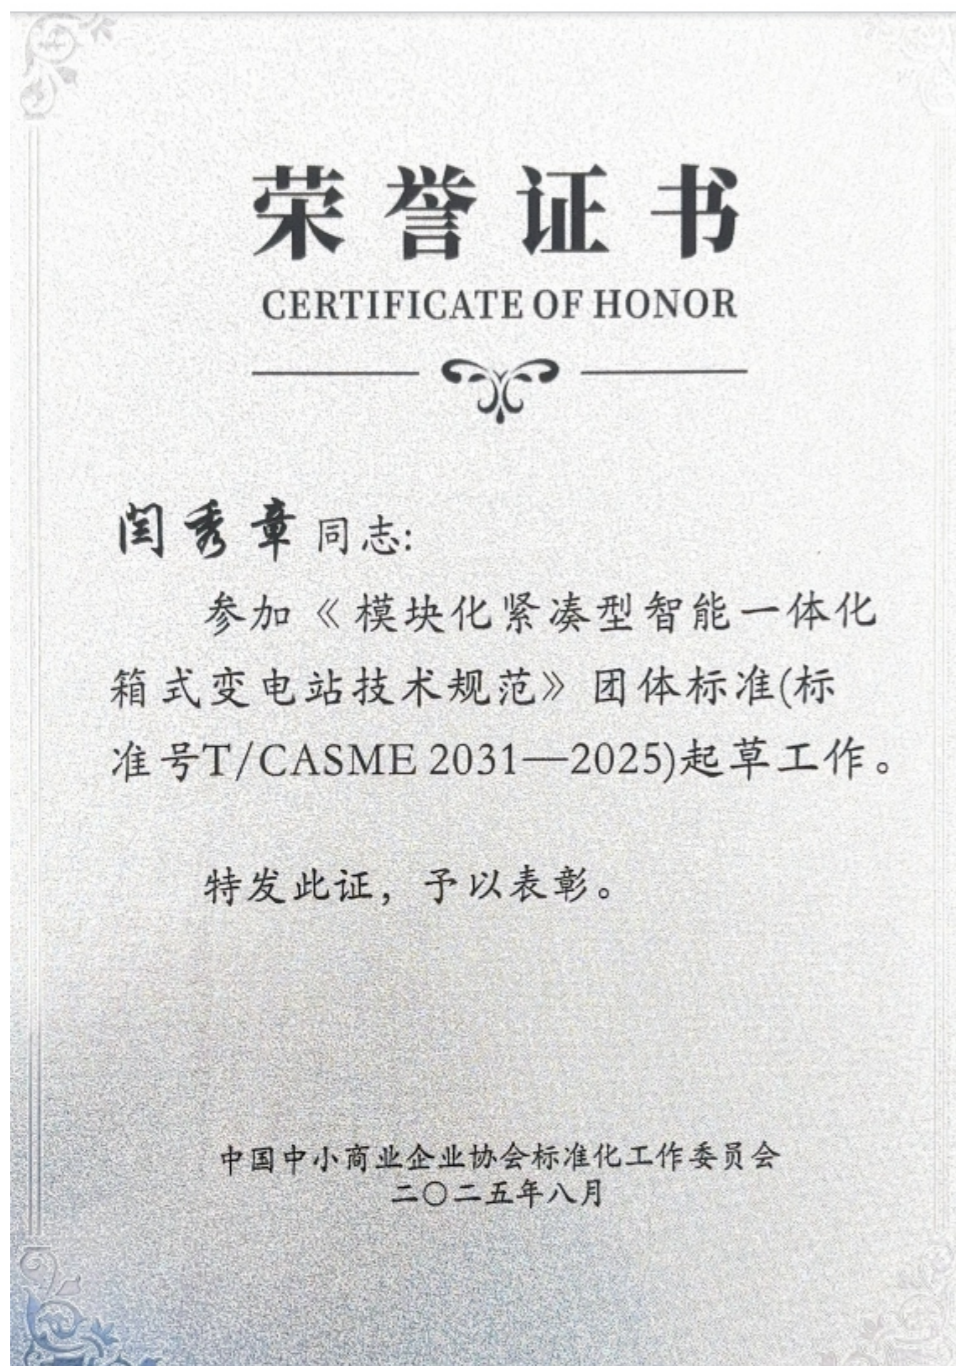 荣誉证书
CERTIFICATE OF HONOR
闫秀章同志:
参加《模块化紧凑型智能一体化
箱式变电站技术规范》团体标准(标
准号T/CASME 2031—2025)起草工作。
特发此证，予以表彰。
中国中小商业企业协会标准化工作委员会
二〇二五年八月